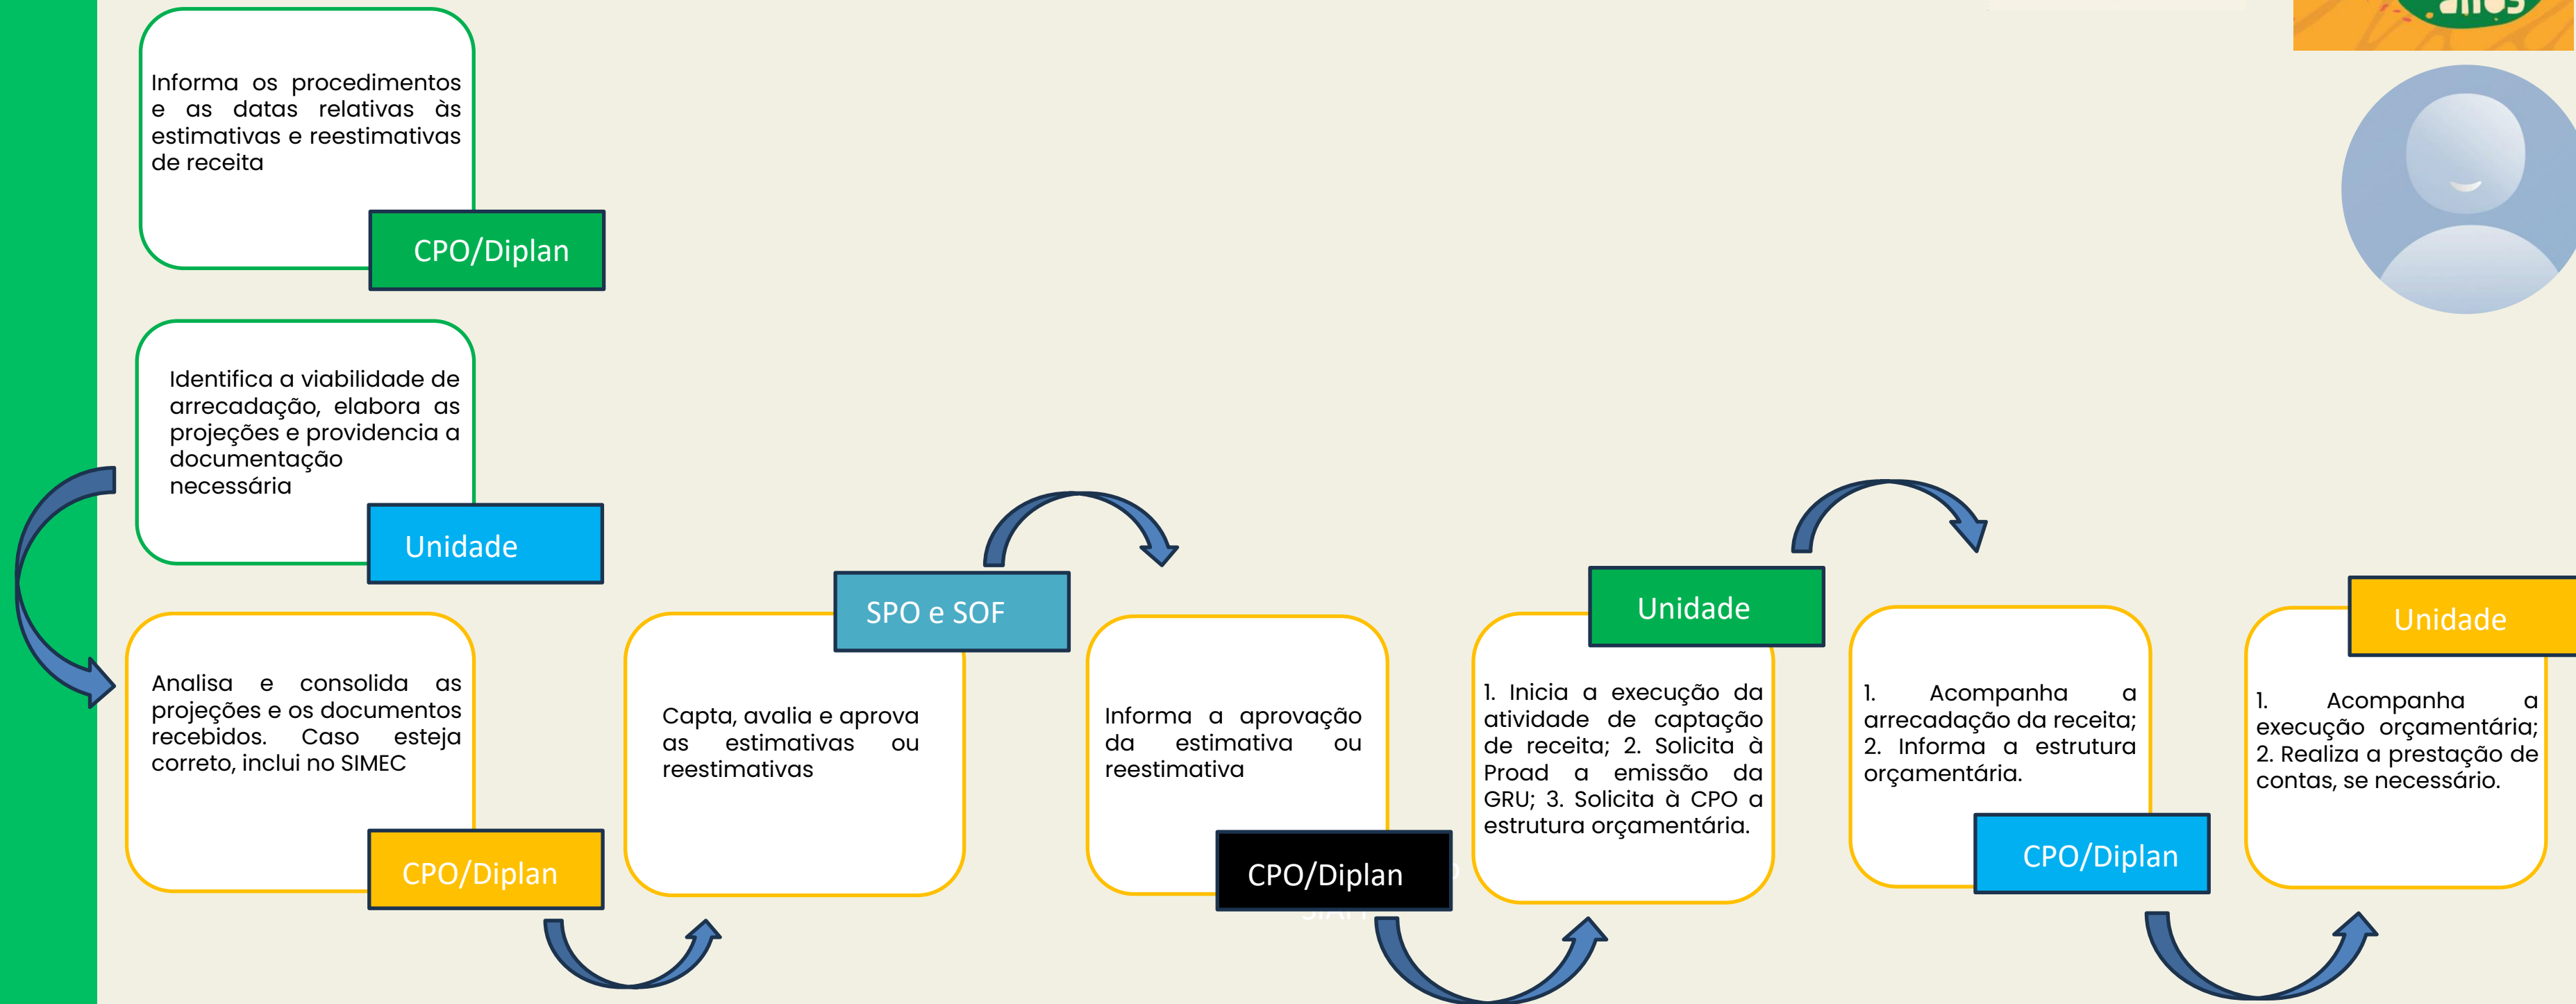 anos
Informa os procedimentos
e as datas relativas às
estimativas e reestimativas
de receita
CPO/Diplan
Identifica a viabilidade de
arrecadação, elabora as
projeções e providencia a
documentação
necessária
Unidade
Analisa e consolida as
projeções e os documentos
recebidos. Caso esteja
correto, inclui no SIMEC
CPO/Diplan
SPO e SOF
Capta, avalia e aprova
as estimativas ou
reestimativas
Informa a aprovação
da estimativa ou
reestimativa
CPO/Diplan
Unidade
1. Inicia a execução da
atividade de captação
de receita; 2. Solicita à
Proad a emissão da
GRU; 3. Solicita à CPO a
estrutura orçamentária.
1. Acompanha a
arrecadação da receita;
2. Informa a estrutura
orçamentária.
CPO/Diplan
Unidade
1. Acompanha a
execução orçamentária;
2. Realiza a prestação de
contas, se necessário.